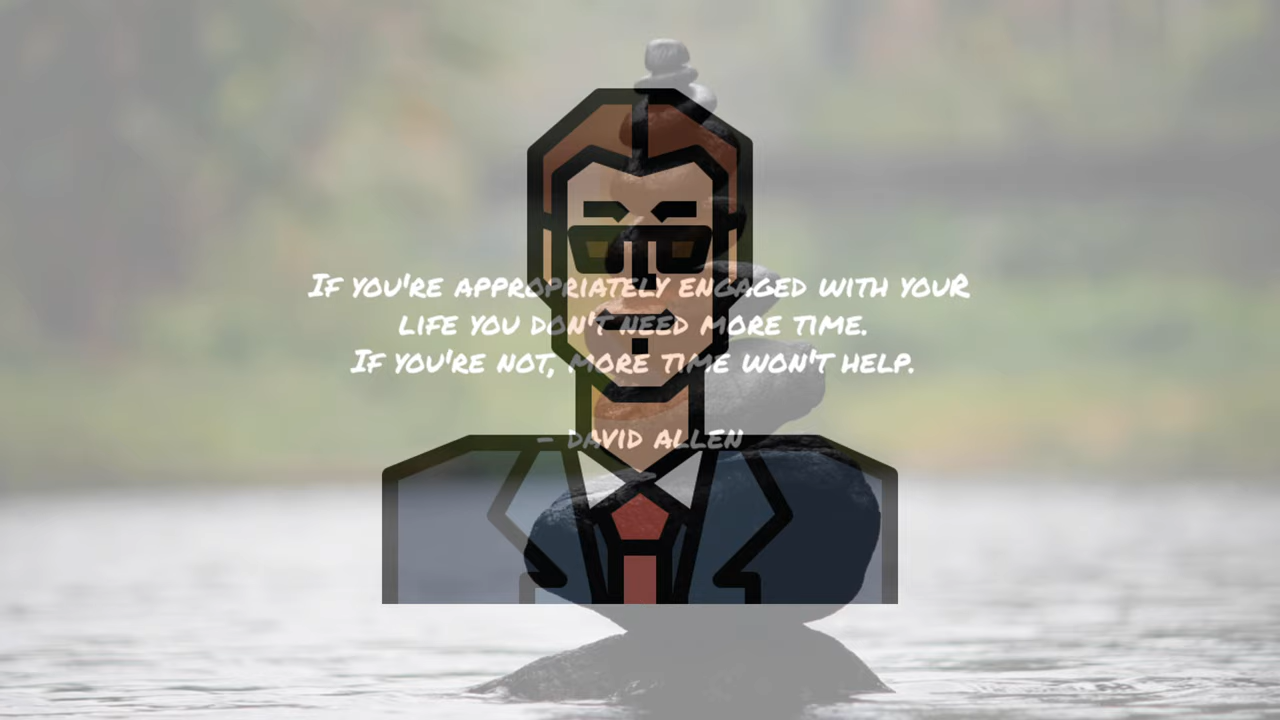 If you're appropriately engaged with your
life you don't need more time.
If you're not, more time won't help.
– David Allen